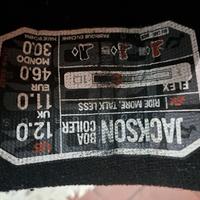 JACKSON
BOA
COILER
RIDE MORE, TALK LESS
FLEX
12.0
UK
11.0
EUR
46.0
MONDO
30.0